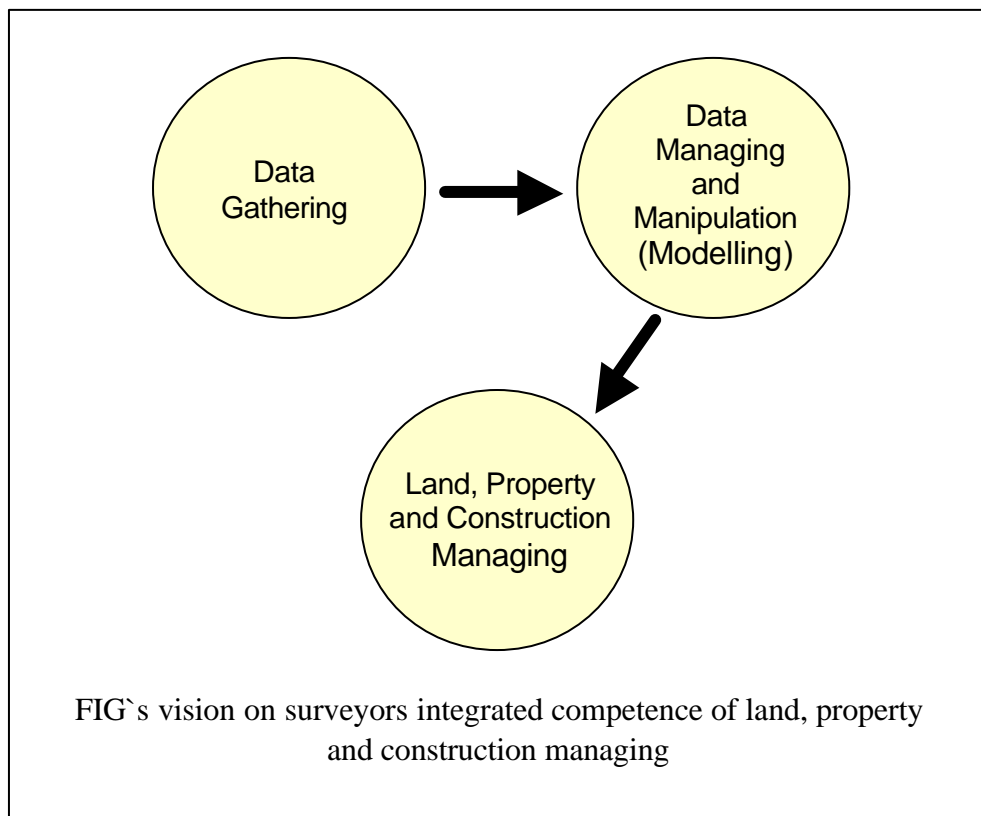 Data
Gathering
Data
Managing
and
Manipulation
(Modelling)
Land, Property
and Construction
Managing
FIG`s vision on surveyors integrated competence of land, property
and construction managing